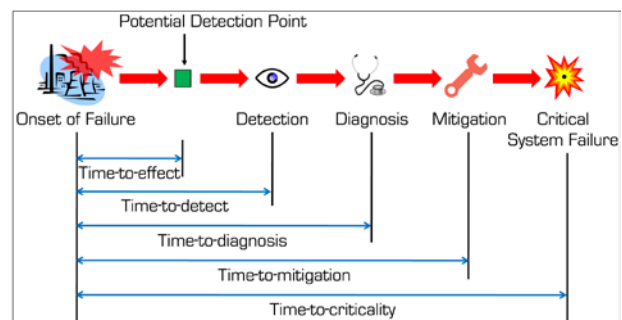 Potential Detection Point
Onset of Failure
Detection
Diagnosis
Mitigation
Critical
System Failure
Time-to-effect
Time-to-detect
Time-to-diagnosis
Time-to-mitigation
Time-to-criticality